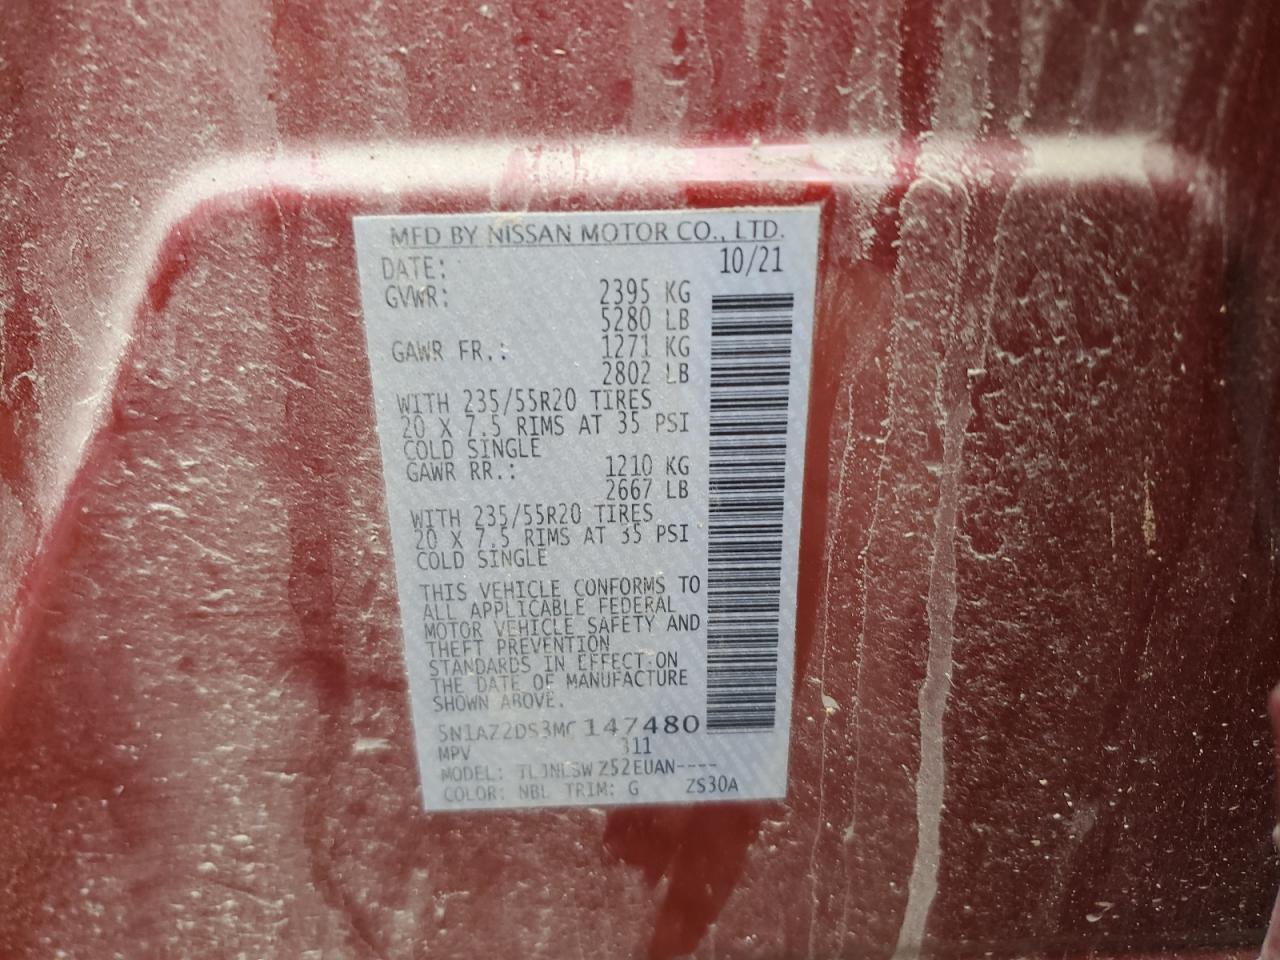 MFD BY NISSAN MOTOR CO., LTD.
DATE: 10/21
GVWR: 2395 KG
5280 LB
GAWR FR.: 1271 KG
2802 LB
WITH 235/55R20 TIRES
20 X 7.5 RIMS AT 35 PSI
COLD SINGLE
GAWR RR.: 1210 KG
2667 LB
WITH 235/55R20 TIRES
20 X 7.5 RIMS AT 35 PSI
COLD SINGLE
THIS VEHICLE CONFORMS TO
ALL APPLICABLE FEDERAL
MOTOR VEHICLE SAFETY AND
THEFT PREVENTION
STANDARDS IN EFFECT ON
THE DATE OF MANUFACTURE
SHOWN ABOVE.
5N1AZ2DS3MC147480
MPV 311
MODEL: Z52EUAN----
COLOR: NBL TRIM: G ZS30A